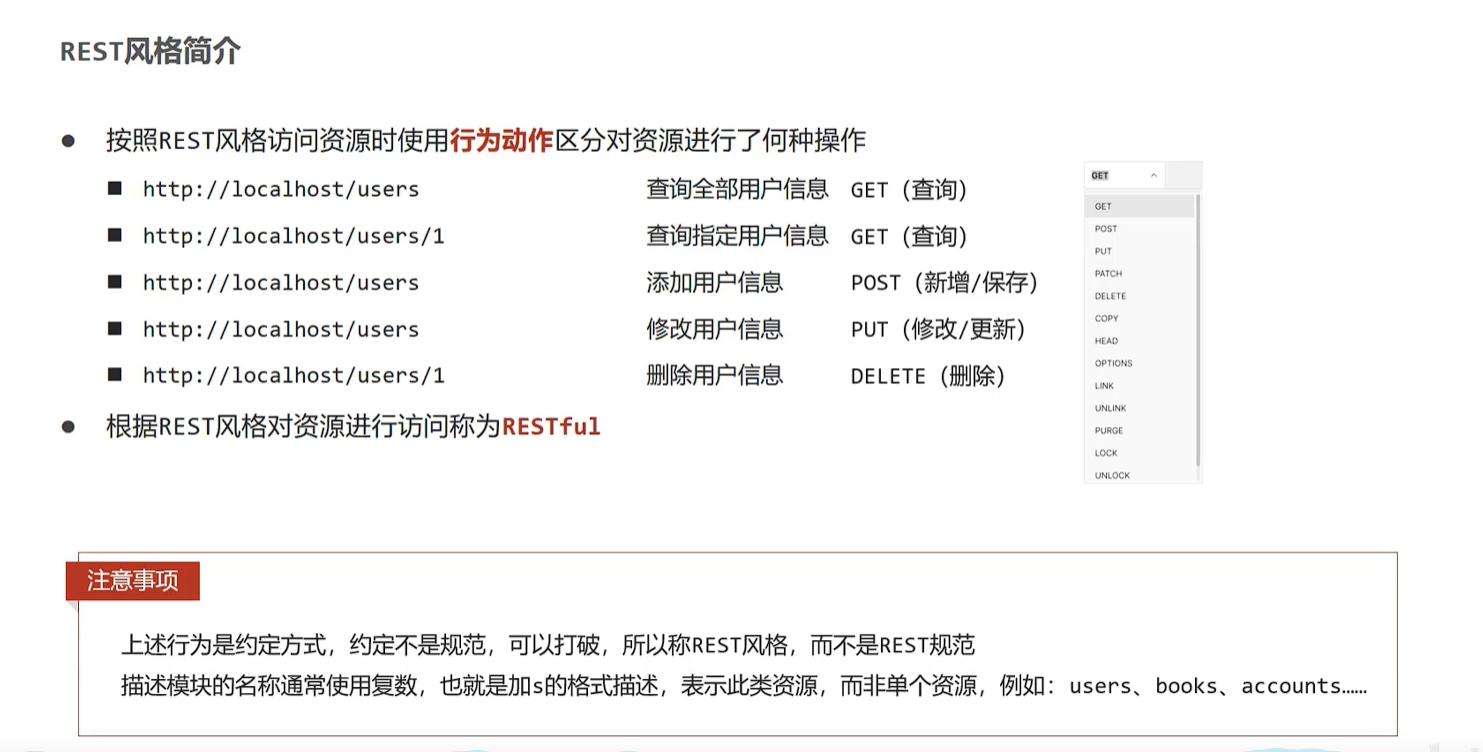 REST风格简介
按照REST风格访问资源时使用行为动作区分对资源进行了何种操作
http://localhost/users 查询全部用户信息 GET（查询）
http://localhost/users/1 查询指定用户信息 GET（查询）
http://localhost/users 添加用户信息 POST（新增/保存）
http://localhost/users 修改用户信息 PUT（修改/更新）
http://localhost/users/1 删除用户信息 DELETE（删除）
根据REST风格对资源进行访问称为RESTful
GET
GET
POST
PUT
PATCH
DELETE
COPY
HEAD
OPTIONS
LINK
UNLINK
PURGE
LOCK
UNLOCK
注意事项
上述行为是约定方式，约定不是规范，可以打破，所以称REST风格，而不是REST规范
描述模块的名称通常使用复数，也就是加s的格式描述，表示此类资源，而非单个资源，例如：users、books、accounts……